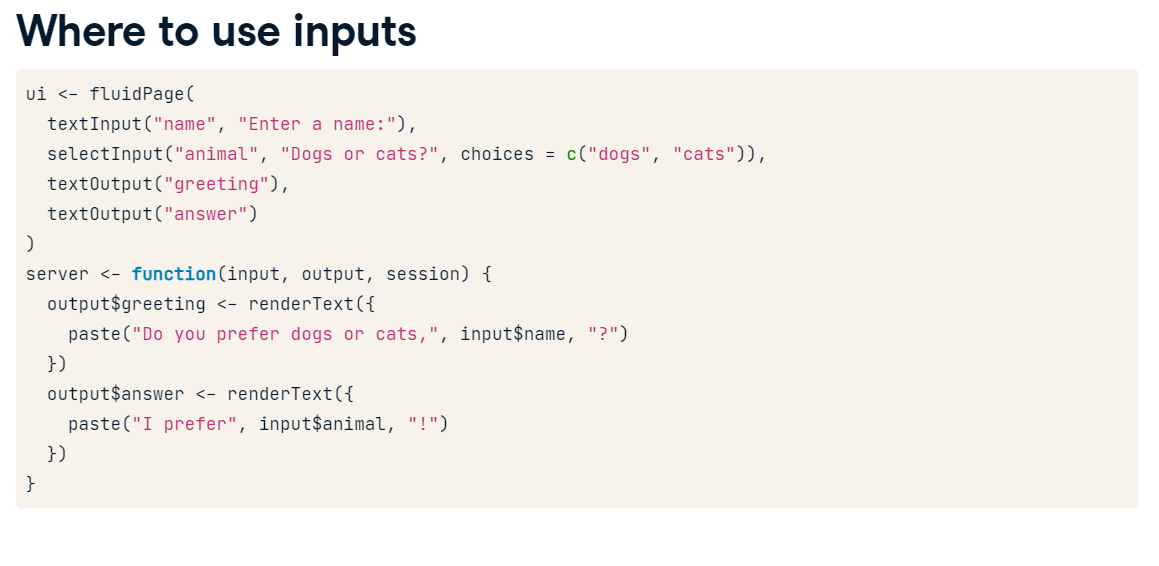 Where to use inputs
ui <- fluidPage(
  textInput("name", "Enter a name:"),
  selectInput("animal", "Dogs or cats?", choices = c("dogs", "cats")),
  textOutput("greeting"),
  textOutput("answer")
)
server <- function(input, output, session) {
  output$greeting <- renderText({
    paste("Do you prefer dogs or cats,", input$name, "?")
  })
  output$answer <- renderText({
    paste("I prefer", input$animal, "!")
  })
}